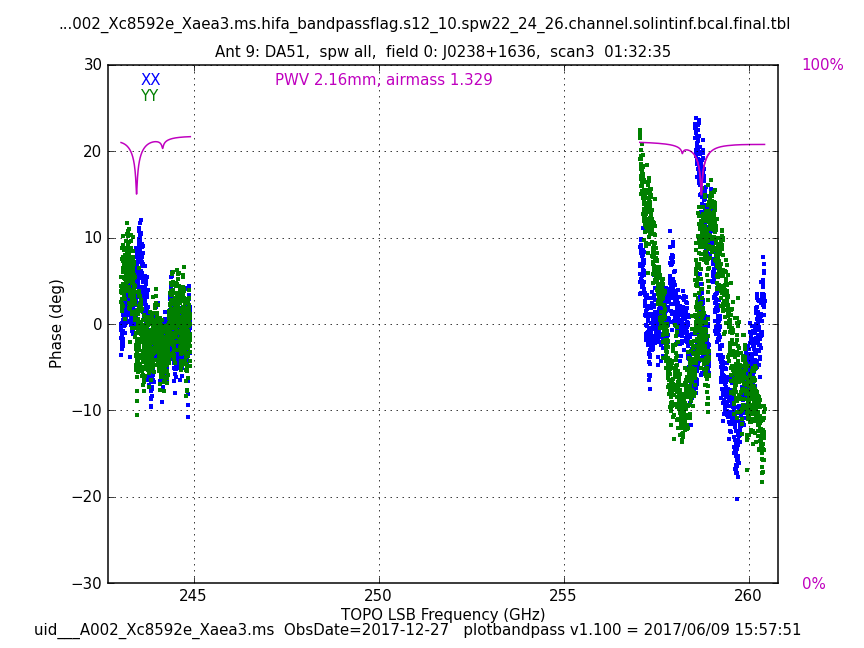 ...002_Xc8592e_Xaea3.ms.hifa_bandpassflag.s12_10.spw22_24_26.channel.solintinf.bcal.final.tbl
Ant 9: DA51,  spw all,  field 0: J0238+1636,  scan3  01:32:35
30
XX
PWV 2.16mm, airmass 1.329
100%
YY
20
10
Phase (deg)
0
−10
−20
−30
0%
245
250
255
260
TOPO LSB Frequency (GHz)
uid___A002_Xc8592e_Xaea3.ms  ObsDate=2017-12-27   plotbandpass v1.100 = 2017/06/09 15:57:51